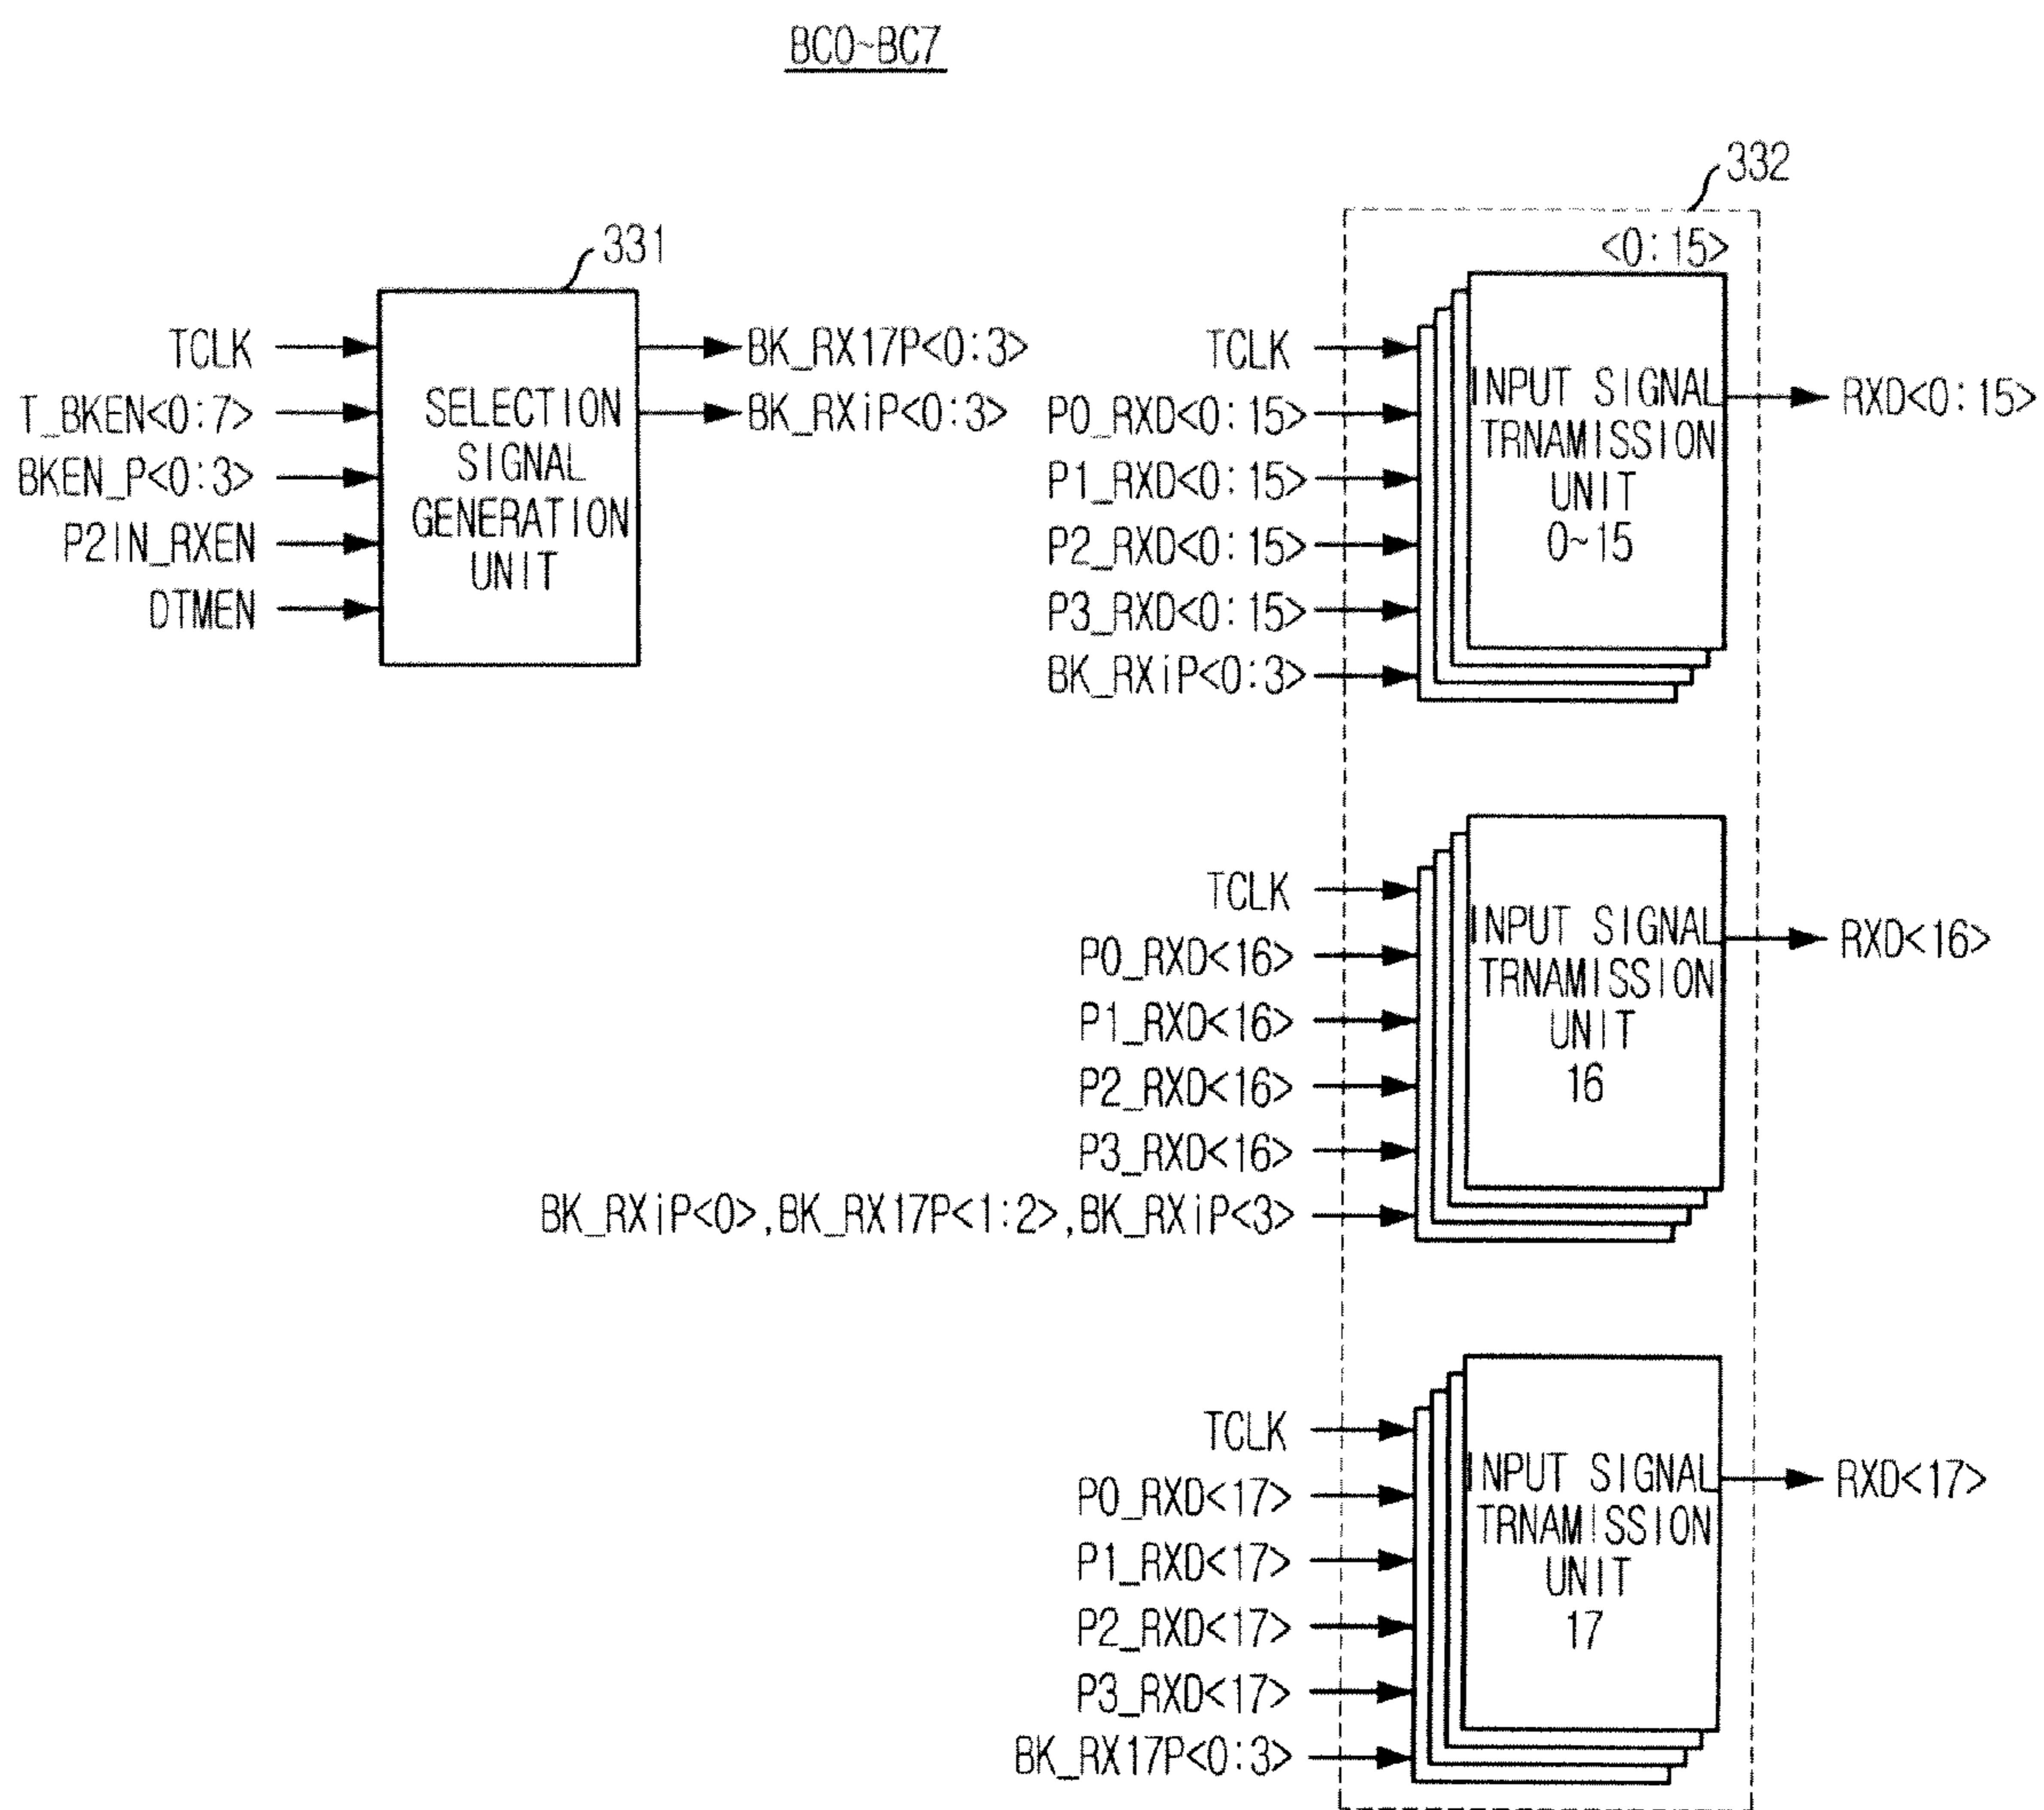 BC0~BC7
331
TCLK
T_BKEN<0:7>
BKEN_P<0:3>
P2IN_RXEN
DTMEN
SELECTION
SIGNAL
GENERATION
UNIT
BK_RX17P<0:3>
BK_RXiP<0:3>
332
<0:15>
TCLK
P0_RXD<0:15>
P1_RXD<0:15>
P2_RXD<0:15>
P3_RXD<0:15>
BK_RXiP<0:3>
INPUT SIGNAL
TRNAMISSION
UNIT
0~15
RXD<0:15>
TCLK
P0_RXD<16>
P1_RXD<16>
P2_RXD<16>
P3_RXD<16>
BK_RXiP<0>,BK_RX17P<1:2>,BK_RXiP<3>
INPUT SIGNAL
TRNAMISSION
UNIT
16
RXD<16>
TCLK
P0_RXD<17>
P1_RXD<17>
P2_RXD<17>
P3_RXD<17>
BK_RX17P<0:3>
INPUT SIGNAL
TRNAMISSION
UNIT
17
RXD<17>